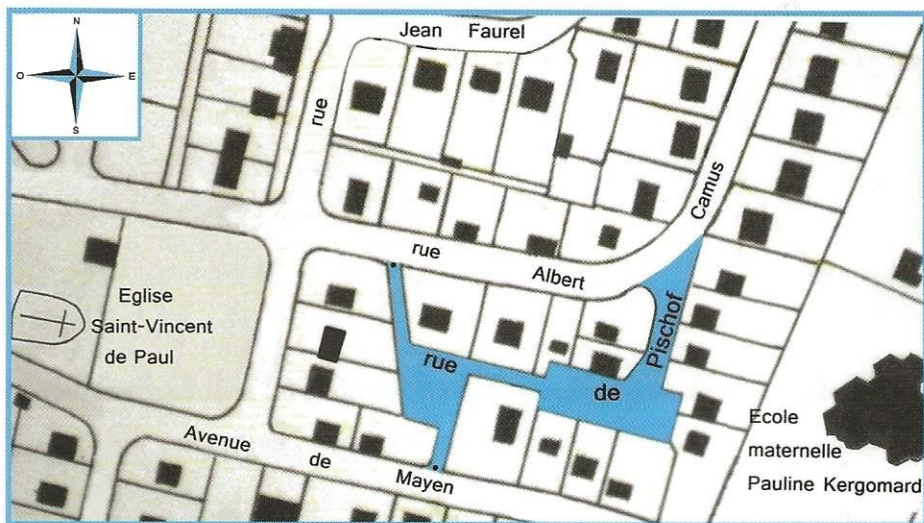 N
O E
S
Jean Faurel
rue
Camus
rue
Albert
Eglise
Saint-Vincent
de Paul
Pischof
rue
de
Avenue
de
Mayen
Ecole
maternelle
Pauline Kergomard